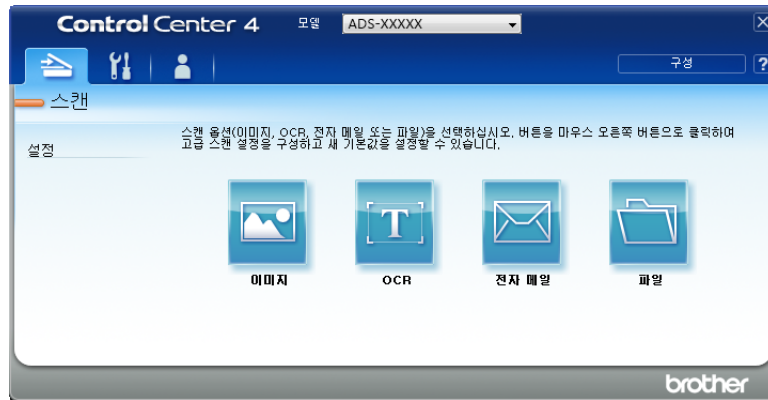 Control Center 4 모델 ADS-XXXXX
구성 ?
스캔
스캔 옵션(이미지, OCR, 전자 메일 또는 파일)을 선택하십시오. 버튼을 마우스 오른쪽 버튼으로 클릭하여
고급 스캔 설정을 구성하고 새 기본값을 설정할 수 있습니다.
설정
T
이미지 OCR 전자 메일 파일
brother